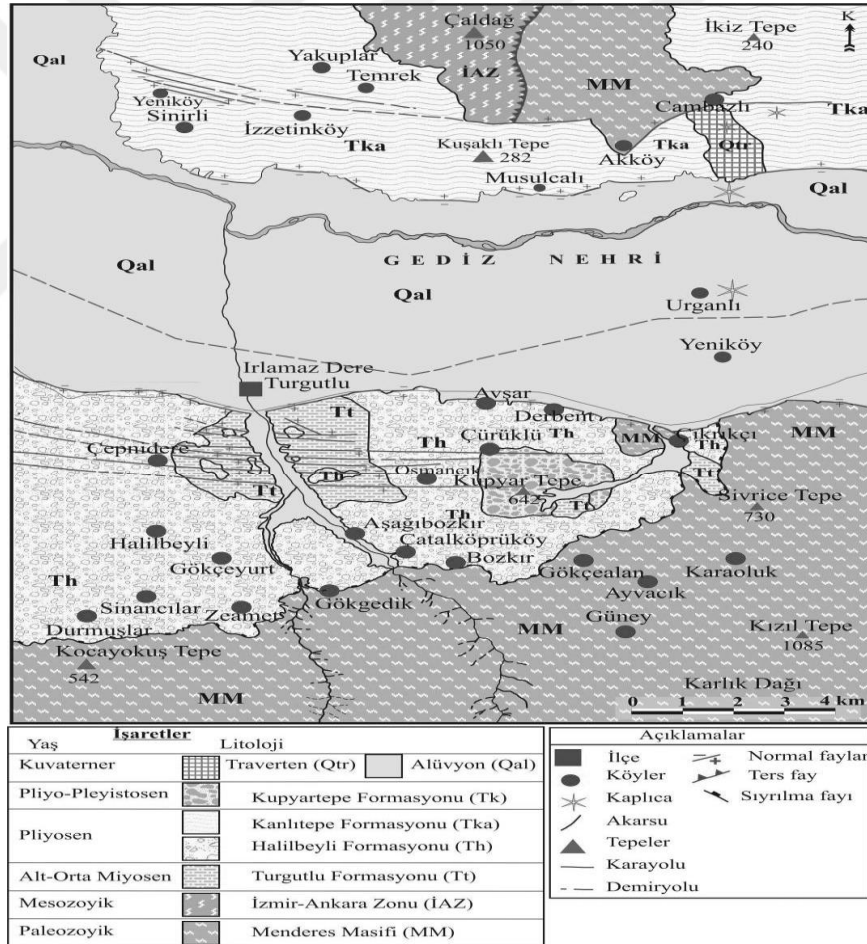 Çaldağ
1050
İkiz Tepe
240
K
Qal
Yakuplar
Temrek
İAZ
MM
Yeniköy
Sinirli
İzzetinköy
Cambazlı
Tka
Tka
Kuşaklı Tepe
282
Tka
Qtr
Akköy
Musulcalı
Qal
Qal
GEDİZ NEHRİ
Qal
Urganlı
Yeniköy
Irlamaz Dere
Turgutlu
Avşar
Derbent
Tt
Th
Çürüklü
Th
MM
Çıkrıkçı
Th
MM
Çepnidere
Tt
Th
Osmancık
Kupyar Tepe
642
Tt
Tt
Sivrice Tepe
730
Th
Aşağıbozkır
Halilbeyli
Çatalköprüköy
Gökçeyurt
Bozkır
Gökçealan
Karaoluk
Th
Ayvacık
Sinancılar
Gökgedik
Zeamet
Durmuşlar
Güney
MM
Kızıl Tepe
1085
Kocayokuş Tepe
542
MM
Karlık Dağı
0 1 2 4 km
İşaretler
Yaş Litoloji
Kuvaterner Traverten (Qtr) Alüvyon (Qal)
Pliyo-Pleyistosen Kupyartepe Formasyonu (Tk)
Pliyosen Kanlıtepe Formasyonu (Tka)
Halilbeyli Formasyonu (Th)
Alt-Orta Miyosen Turgutlu Formasyonu (Tt)
Mesozoyik İzmir-Ankara Zonu (İAZ)
Paleozoyik Menderes Masifi (MM)
Açıklamalar
İlçe Normal faylar
Köyler Ters fay
Kaplıca Sıyrılma fayı
Akarsu
Tepeler
Karayolu
Demiryolu